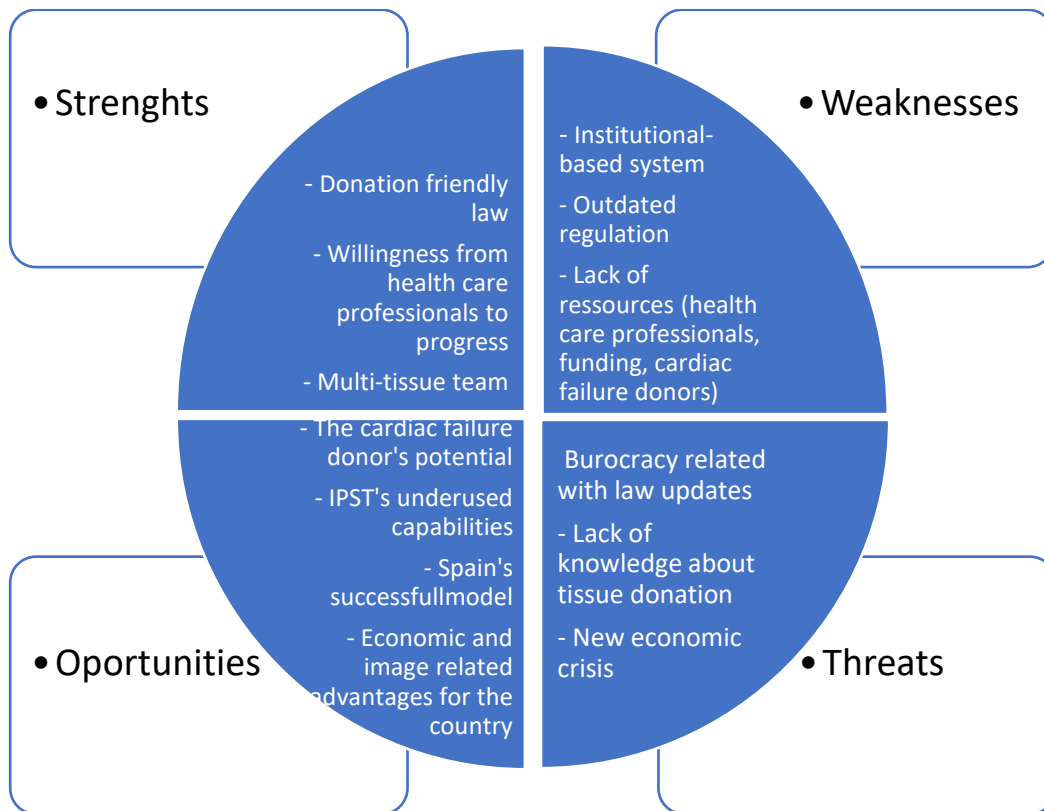 • Strenghts
- Donation friendly
law
- Willingness from
health care
professionals to
progress
- Multi-tissue team
• Weaknesses
- Institutional-
based system
- Outdated
regulation
- Lack of
ressources (health
care professionals,
funding, cardiac
failure donors)
• Oportunities
- The cardiac failure
donor's potential
- IPST's underused
capabilities
- Spain's
successfullmodel
- Economic and
image related
advantages for the
country
• Threats
Burocracy related
with law updates
- Lack of
knowledge about
tissue donation
- New economic
crisis